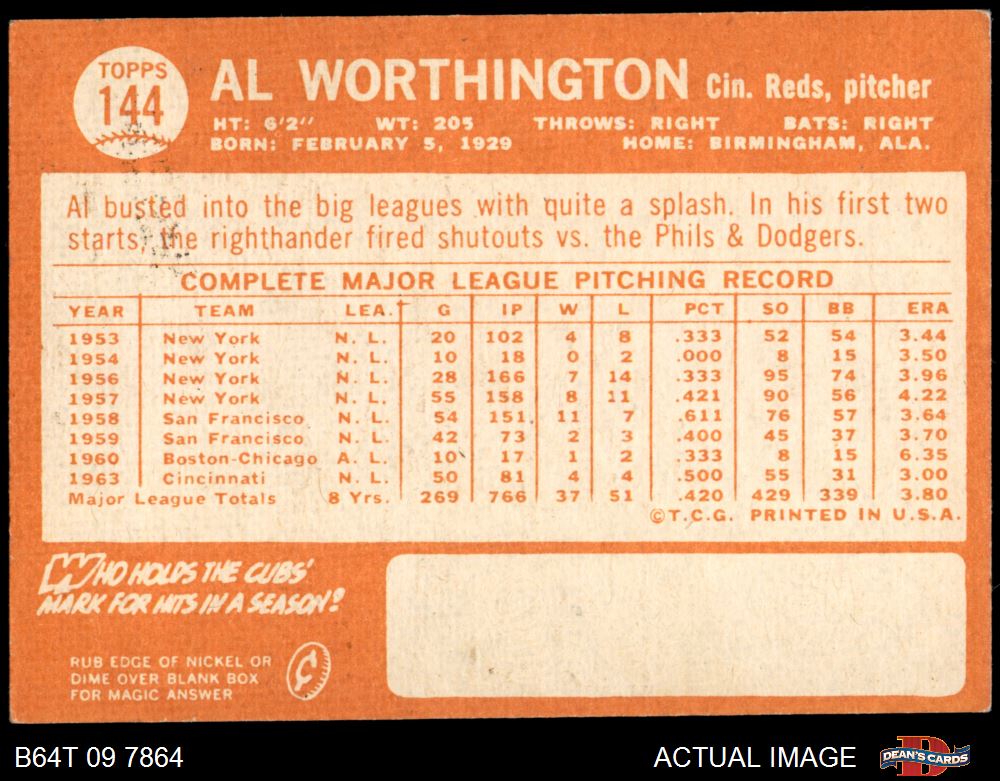 TOPPS
144
AL WORTHINGTON Cin. Reds, pitcher
HT: 6'2" WT: 205 THROWS: RIGHT BATS: RIGHT
BORN: FEBRUARY 5, 1929 HOME: BIRMINGHAM, ALA.
Al busted into the big leagues with quite a splash. In his first two
starts, the righthander fired shutouts vs. the Phils & Dodgers.
COMPLETE MAJOR LEAGUE PITCHING RECORD
YEAR TEAM LEA. G IP W L PCT SO BB ERA
1953 New York N. L. 20 102 4 8 .333 52 54 3.44
1954 New York N. L. 10 18 0 2 .000 8 15 3.50
1956 New York N. L. 28 166 7 14 .333 95 74 3.96
1957 New York N. L. 55 158 8 11 .421 90 56 4.22
1958 San Francisco N. L. 54 151 11 7 .611 76 57 3.64
1959 San Francisco N. L. 42 73 2 3 .400 45 37 3.70
1960 Boston-Chicago A. L. 10 17 1 2 .333 8 15 6.35
1963 Cincinnati N. L. 50 81 4 4 .500 55 31 3.00
Major League Totals 8 Yrs. 269 766 37 51 .420 429 339 3.80
©T.C.G. PRINTED IN U.S.A.
WHO HOLDS THE CUBS'
MARK FOR HITS IN A SEASON?
RUB EDGE OF NICKEL OR
DIME OVER BLANK BOX
FOR MAGIC ANSWER
¢
B64T 09 7864 ACTUAL IMAGE
DEAN'S CARDS